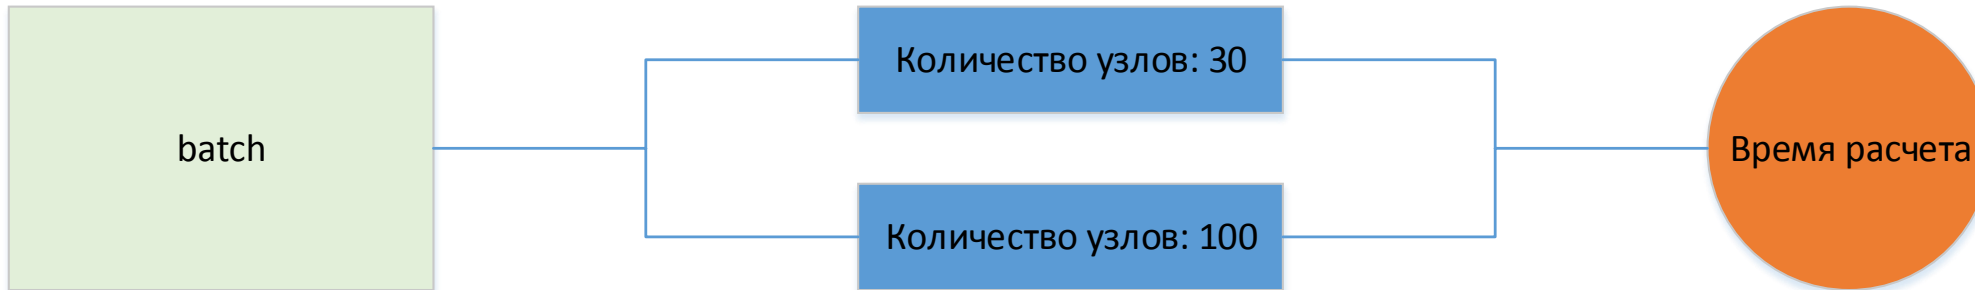 batch
Количество узлов: 30
Количество узлов: 100
Время расчета